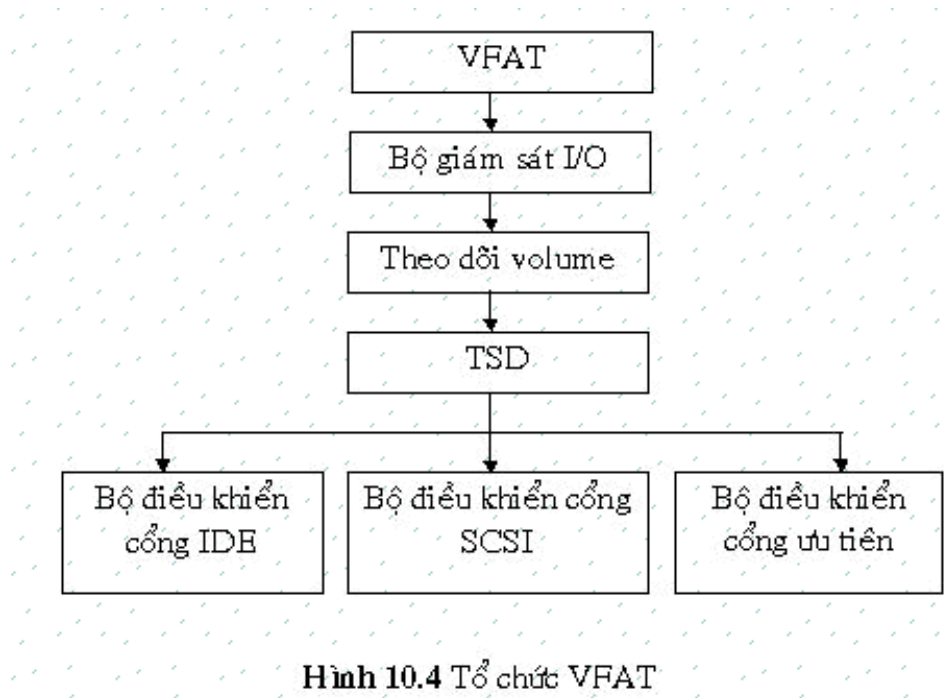 VFAT
Bộ giám sát I/O
Theo dõi volume
TSD
Bộ điều khiển
cổng IDE
Bộ điều khiển cổng
SCSI
Bộ điều khiển
cổng ưu tiên
Hình 10.4 Tổ chức VFAT